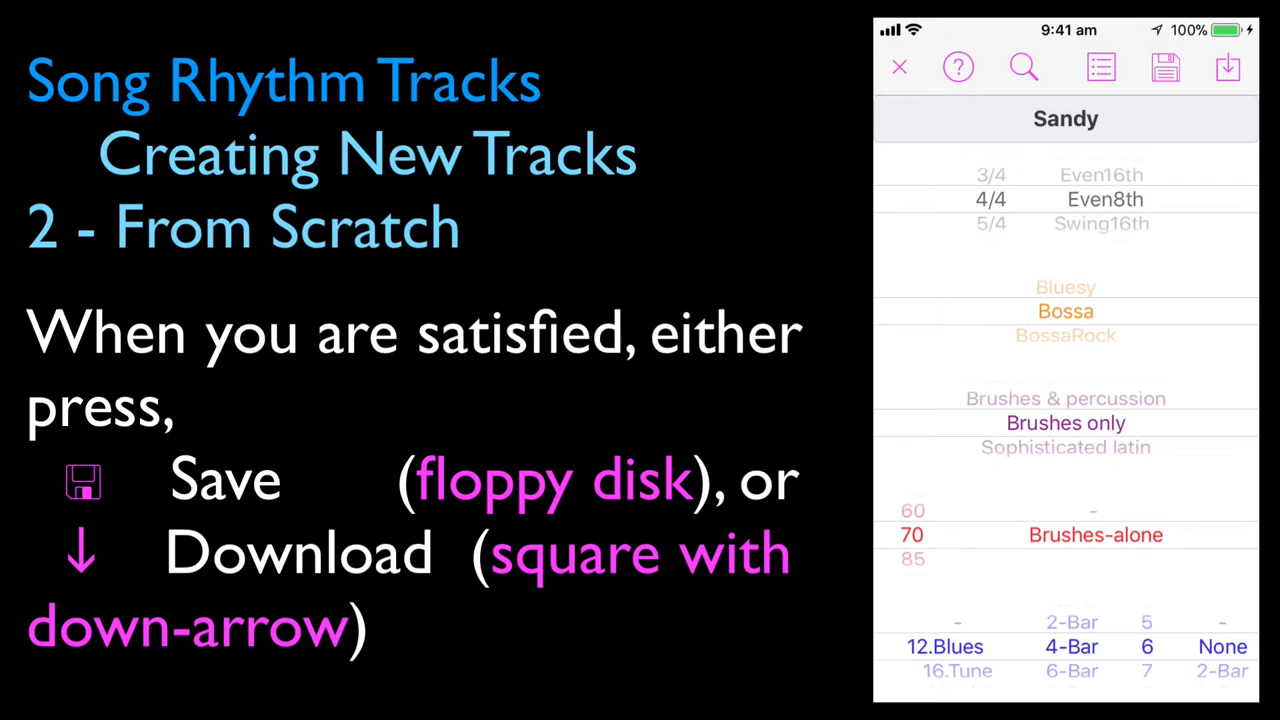 Song Rhythm Tracks
Creating New Tracks
2 - From Scratch
When you are satisfied, either
press,
Save (floppy disk), or
↓ Download (square with
down-arrow)
9:41 am 100%
?
Sandy
3/4 Even16th
4/4 Even8th
5/4 Swing16th
Bluesy
Bossa
BossaRock
Brushes & percussion
Brushes only
Sophisticated latin
60 -
70 Brushes-alone
85
- 2-Bar 5 -
12.Blues 4-Bar 6 None
16.Tune 6-Bar 7 2-Bar